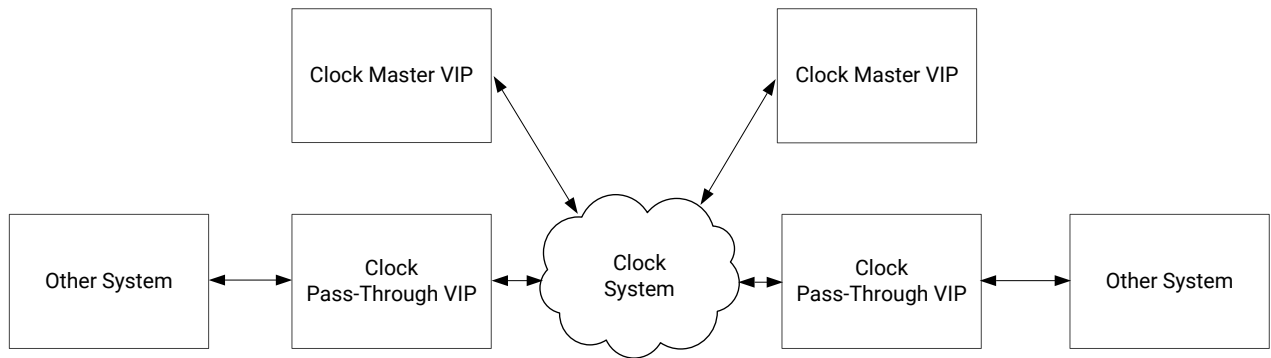 Clock Master VIP
Clock Master VIP
Other System
Clock
Pass-Through VIP
Clock
System
Clock
Pass-Through VIP
Other System